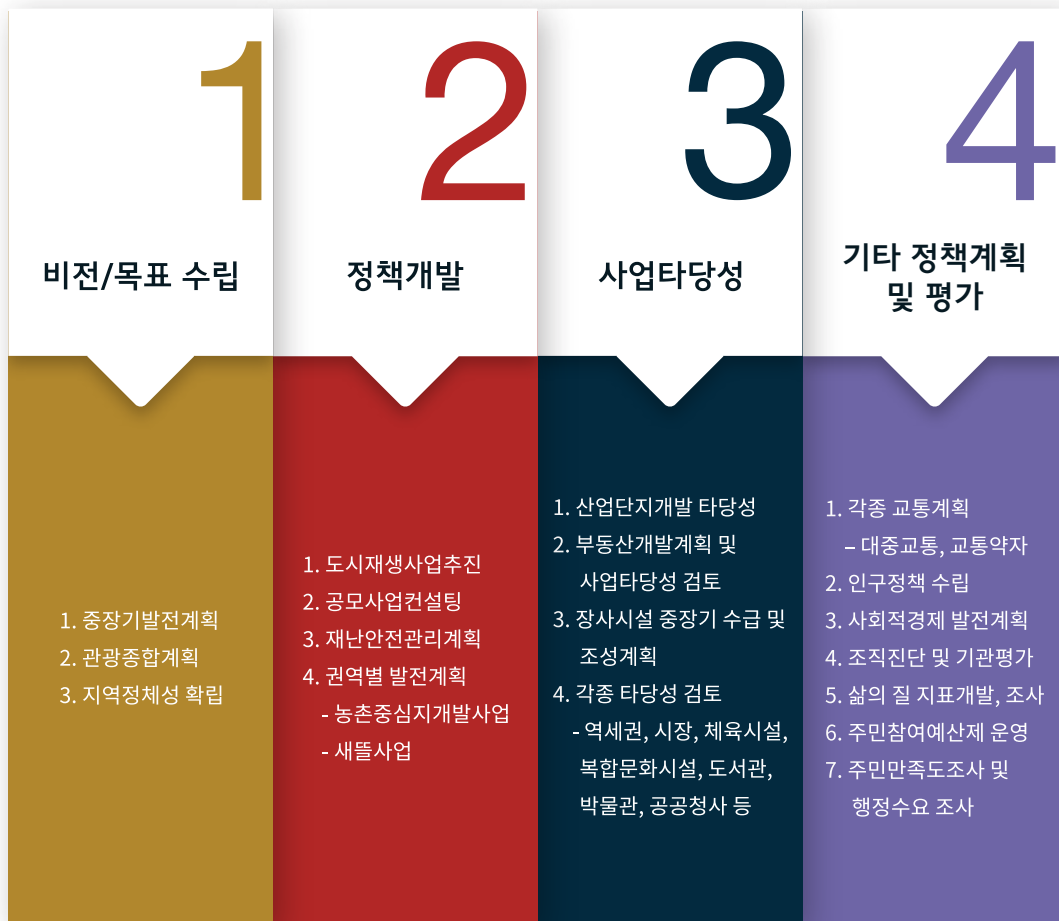 1
비전/목표 수립
1. 중장기발전계획
2. 관광종합계획
3. 지역정체성 확립
2
정책개발
1. 도시재생사업추진
2. 공모사업컨설팅
3. 재난안전관리계획
4. 권역별 발전계획
- 농촌중심지개발사업
- 새뜰사업
3
사업타당성
1. 산업단지개발 타당성
2. 부동산개발계획 및
사업타당성 검토
3. 장사시설 중장기 수급 및
조성계획
4. 각종 타당성 검토
- 역세권, 시장, 체육시설,
복합문화시설, 도서관,
박물관, 공공청사 등
4
기타 정책계획
및 평가
1. 각종 교통계획
– 대중교통, 교통약자
2. 인구정책 수립
3. 사회적경제 발전계획
4. 조직진단 및 기관평가
5. 삶의 질 지표개발, 조사
6. 주민참여예산제 운영
7. 주민만족도조사 및
행정수요 조사